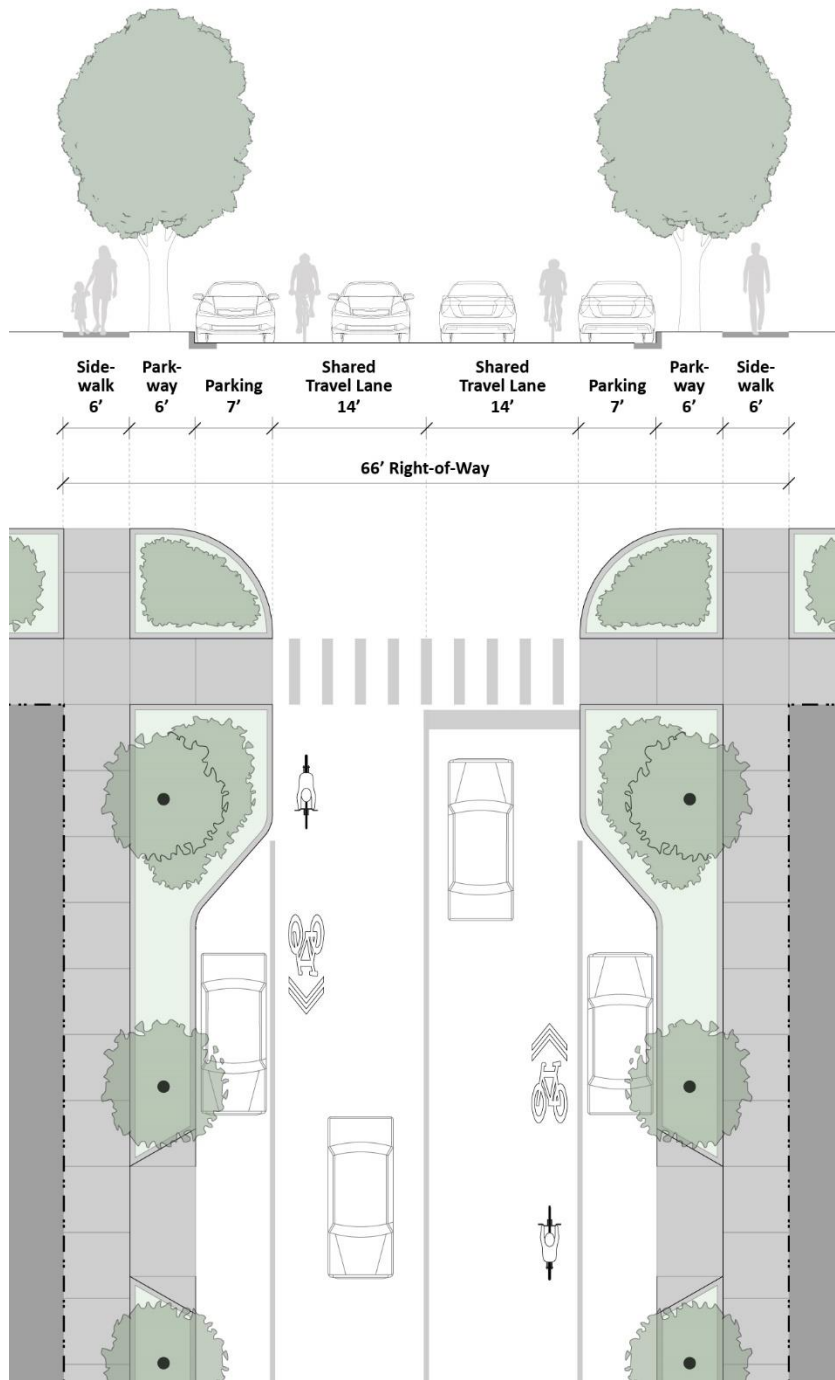 Side-
walk
6’
Park-
way
6’
Parking
7’
Shared
Travel Lane
14’
Shared
Travel Lane
14’
Parking
7’
Park-
way
6’
Side-
walk
6’
66’ Right-of-Way